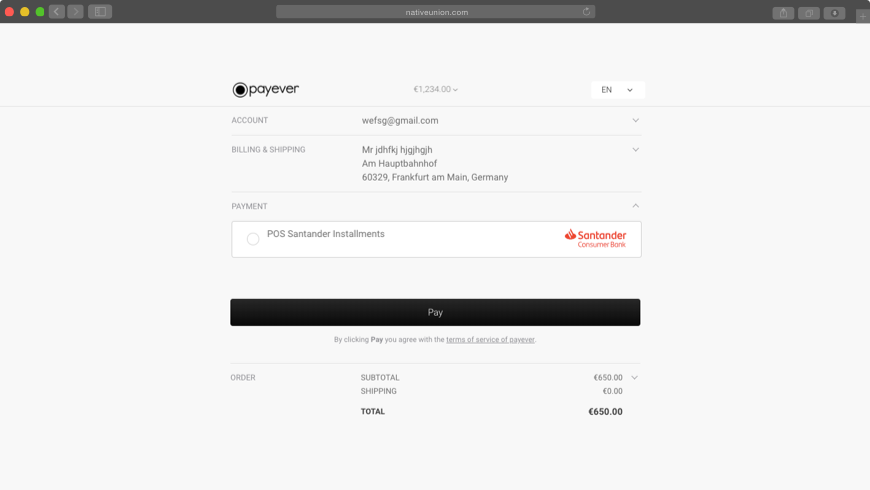 nativeunion.com
payever €1,234.00 EN
ACCOUNT wefsg@gmail.com
BILLING & SHIPPING Mr jdhfkj hjgjhgjh
Am Hauptbahnhof
60329, Frankfurt am Main, Germany
PAYMENT
POS Santander Installments Santander
Consumer Bank
Pay
By clicking Pay you agree with the terms of service of payever.
ORDER SUBTOTAL €650.00
SHIPPING €0.00
TOTAL €650.00